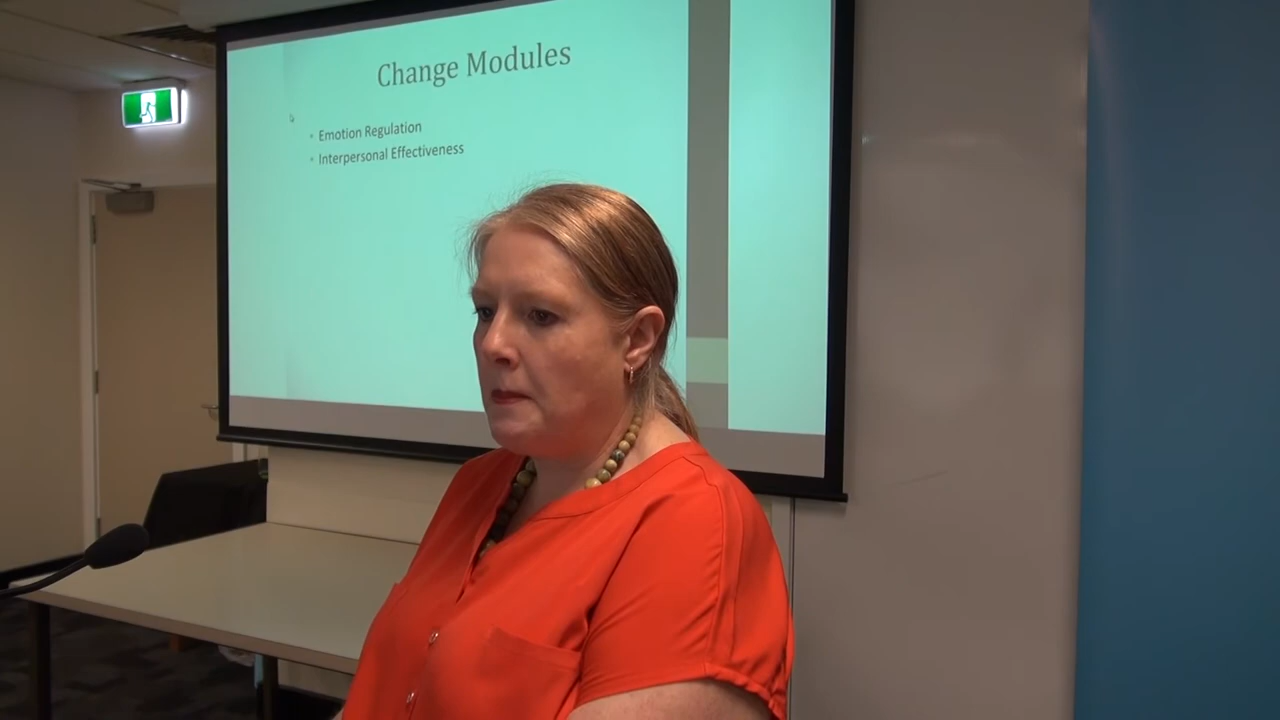 Change Modules
Emotion Regulation
Interpersonal Effectiveness